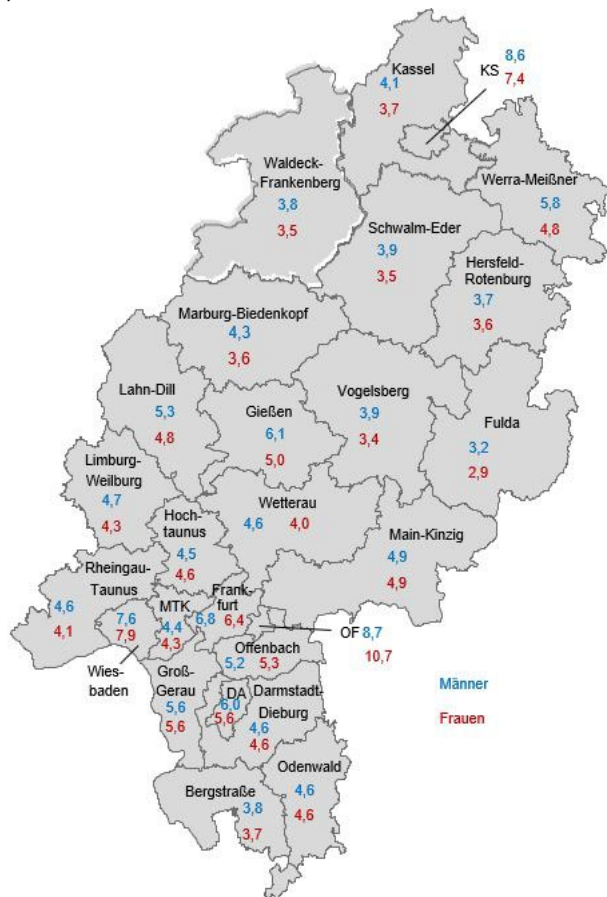 8,6
KS
7,4
Kassel
4,1
3,7
Waldeck-
Frankenberg
3,8
3,5
Werra-Meißner
5,8
4,8
Schwalm-Eder
3,9
3,5
Hersfeld-
Rotenburg
3,7
3,6
Marburg-Biedenkopf
4,3
3,6
Lahn-Dill
5,3
4,8
Gießen
6,1
5,0
Vogelsberg
3,9
3,4
Fulda
3,2
2,9
Limburg-
Weilburg
4,7
4,3
Wetterau
4,6 4,0
Hoch-
taunus
4,5
4,6
Main-Kinzig
4,9
4,9
Rheingau-
Taunus
4,6
4,1
7,6
7,9
Wies-
baden
MTK
4,4
4,3
Frank-
furt
6,8 6,4
OF 8,7
10,7
Offenbach
5,2 5,3
Groß-
Gerau
5,6
5,6
DA
6,0
5,6
Darmstadt-
Dieburg
4,6
4,6
Männer
Frauen
Odenwald
4,6
4,6
Bergstraße
3,8
3,7